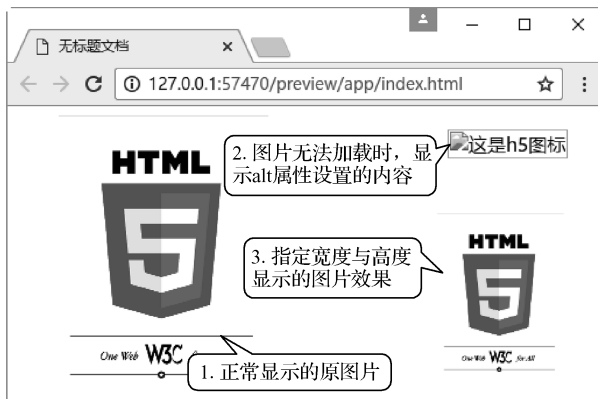 无标题文档
127.0.0.1:57470/preview/app/index.html
HTML
5
One Web W3C
1. 正常显示的原图片
2. 图片无法加载时，显
示alt属性设置的内容
这是h5图标
3. 指定宽度与高度
显示的图片效果
HTML
5
One Web W3C for All